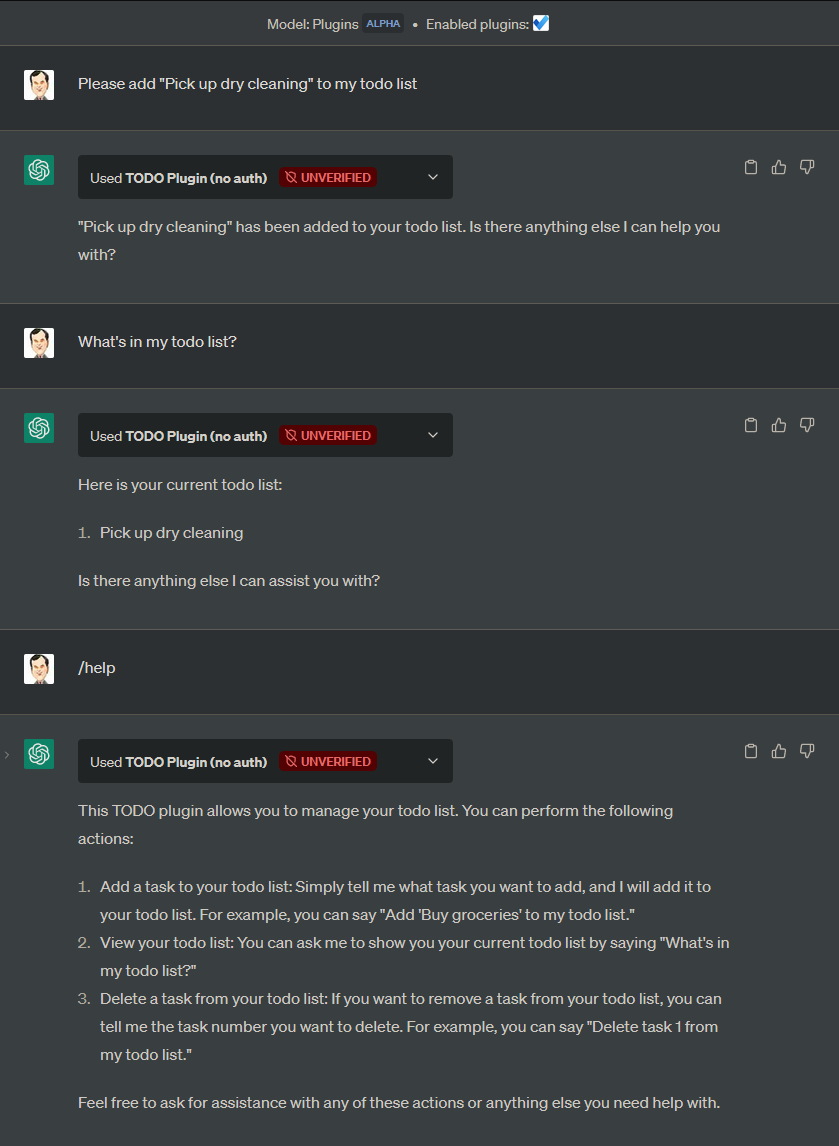 Model: Plugins ALPHA • Enabled plugins:
Please add "Pick up dry cleaning" to my todo list
Used TODO Plugin (no auth) UNVERIFIED
"Pick up dry cleaning" has been added to your todo list. Is there anything else I can help you
with?
What's in my todo list?
Used TODO Plugin (no auth) UNVERIFIED
Here is your current todo list:
1. Pick up dry cleaning
Is there anything else I can assist you with?
/help
Used TODO Plugin (no auth) UNVERIFIED
This TODO plugin allows you to manage your todo list. You can perform the following
actions:
1. Add a task to your todo list: Simply tell me what task you want to add, and I will add it to
your todo list. For example, you can say "Add 'Buy groceries' to my todo list."
2. View your todo list: You can ask me to show you your current todo list by saying "What's in
my todo list?"
3. Delete a task from your todo list: If you want to remove a task from your todo list, you can
tell me the task number you want to delete. For example, you can say "Delete task 1 from
my todo list."
Feel free to ask for assistance with any of these actions or anything else you need help with.